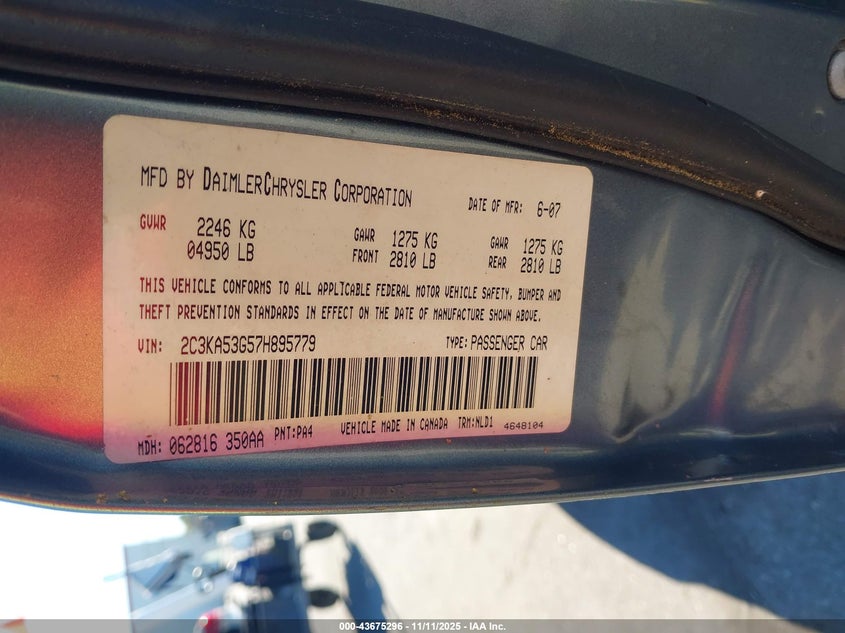 MFD BY DAIMLERCHRYSLER CORPORATION DATE OF MFR: 6-07
GVWR 2246 KG GAWR 1275 KG GAWR 1275 KG
04950 LB FRONT 2810 LB REAR 2810 LB
THIS VEHICLE CONFORMS TO ALL APPLICABLE FEDERAL MOTOR VEHICLE SAFETY, BUMPER AND
THEFT PREVENTION STANDARDS IN EFFECT ON THE DATE OF MANUFACTURE SHOWN ABOVE.
VIN: 2C3KA53G57H895779 TYPE: PASSENGER CAR
MDH: 062816 350AA PNT:PA4 VEHICLE MADE IN CANADA TRM:NLD1 4648104
000-43675296 - 11/11/2025 - IAA Inc.